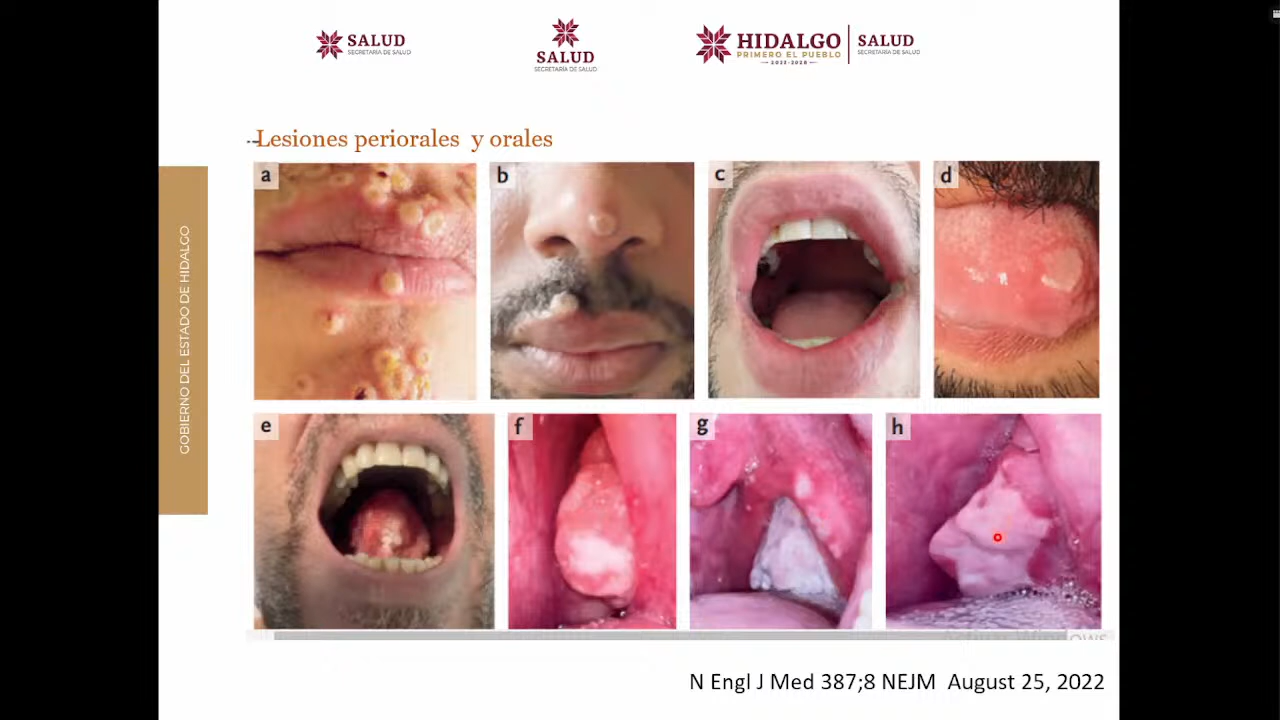 SALUD
SECRETARÍA DE SALUD
SALUD
SECRETARÍA DE SALUD
HIDALGO
PRIMERO EL PUEBLO
2022-2028
SALUD
SECRETARÍA DE SALUD
Lesiones periorales y orales
GOBIERNO DEL ESTADO DE HIDALGO
a
b
c
d
e
f
g
h
N Engl J Med 387;8 NEJM August 25, 2022